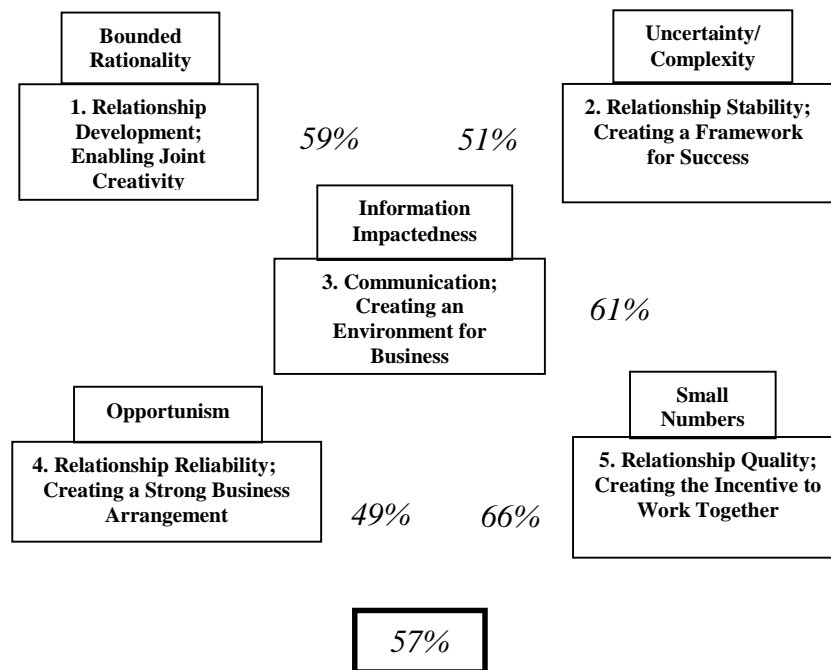 Bounded
Rationality
1. Relationship
Development;
Enabling Joint
Creativity
59%
51%
Uncertainty/
Complexity
2. Relationship Stability;
Creating a Framework
for Success
Information
Impactedness
3. Communication;
Creating an
Environment for
Business
61%
Opportunism
4. Relationship Reliability;
Creating a Strong Business
Arrangement
49%
66%
Small
Numbers
5. Relationship Quality;
Creating the Incentive to
Work Together
57%